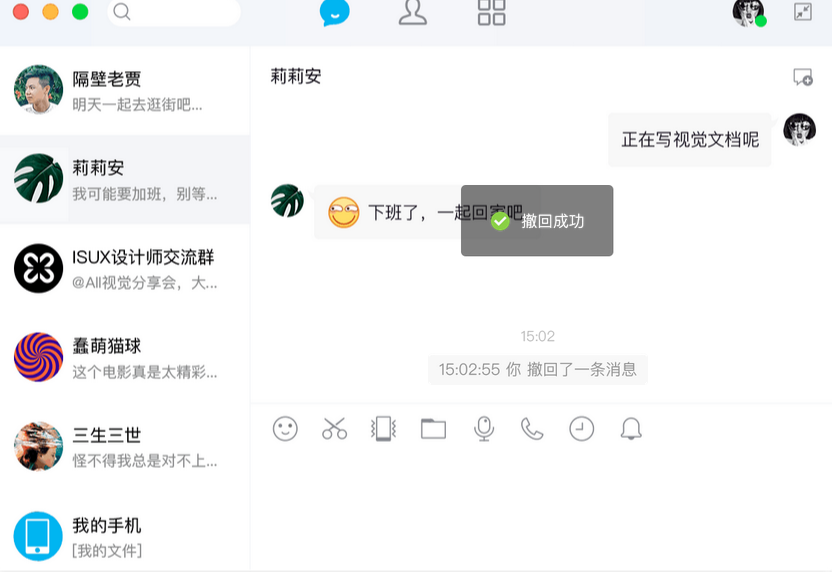 隔壁老贾
明天一起去逛街吧...
莉莉安
我可能要加班，别等...
ISUX设计师交流群
@All视觉分享会，大...
蠢萌猫球
这个电影真是太精彩...
三生三世
怪不得我总是对不上...
我的手机
[我的文件]
莉莉安
正在写视觉文档呢
下班了，一起回家吧
撤回成功
15:02
15:02:55 你 撤回了一条消息